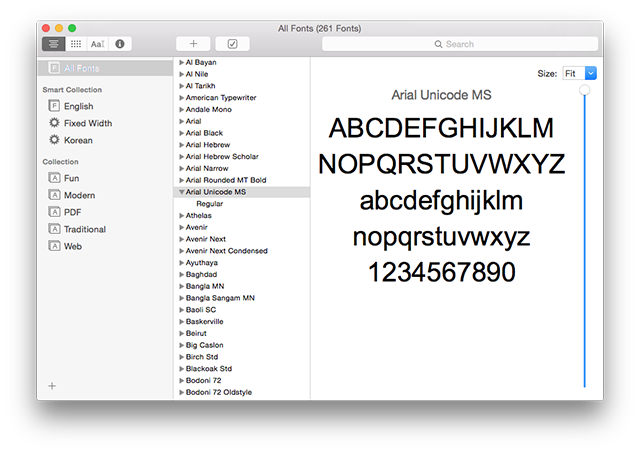 All Fonts (261 Fonts)
Search
All Fonts
Smart Collection
English
Fixed Width
Korean
Collection
Fun
Modern
PDF
Traditional
Web
Al Bayan
Al Nile
Al Tarikh
American Typewriter
Andale Mono
Arial
Arial Black
Arial Hebrew
Arial Hebrew Scholar
Arial Narrow
Arial Rounded MT Bold
Arial Unicode MS
Regular
Athelas
Avenir
Avenir Next
Avenir Next Condensed
Ayuthaya
Baghdad
Bangla MN
Bangla Sangam MN
Baoli SC
Baskerville
Beirut
Big Caslon
Birch Std
Blackoak Std
Bodoni 72
Bodoni 72 Oldstyle
Size: Fit
Arial Unicode MS
ABCDEFGHIJKLM
NOPQRSTUVWXYZ
abcdefghijklm
nopqrstuvwxyz
1234567890